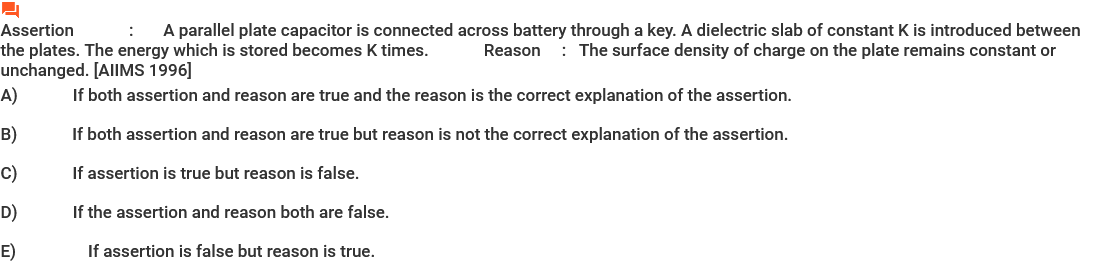 Assertion : A parallel plate capacitor is connected across battery through a key. A dielectric slab of constant K is introduced between
the plates. The energy which is stored becomes K times. Reason : The surface density of charge on the plate remains constant or
unchanged. [AIIMS 1996]
A) If both assertion and reason are true and the reason is the correct explanation of the assertion.
B) If both assertion and reason are true but reason is not the correct explanation of the assertion.
C) If assertion is true but reason is false.
D) If the assertion and reason both are false.
E) If assertion is false but reason is true.